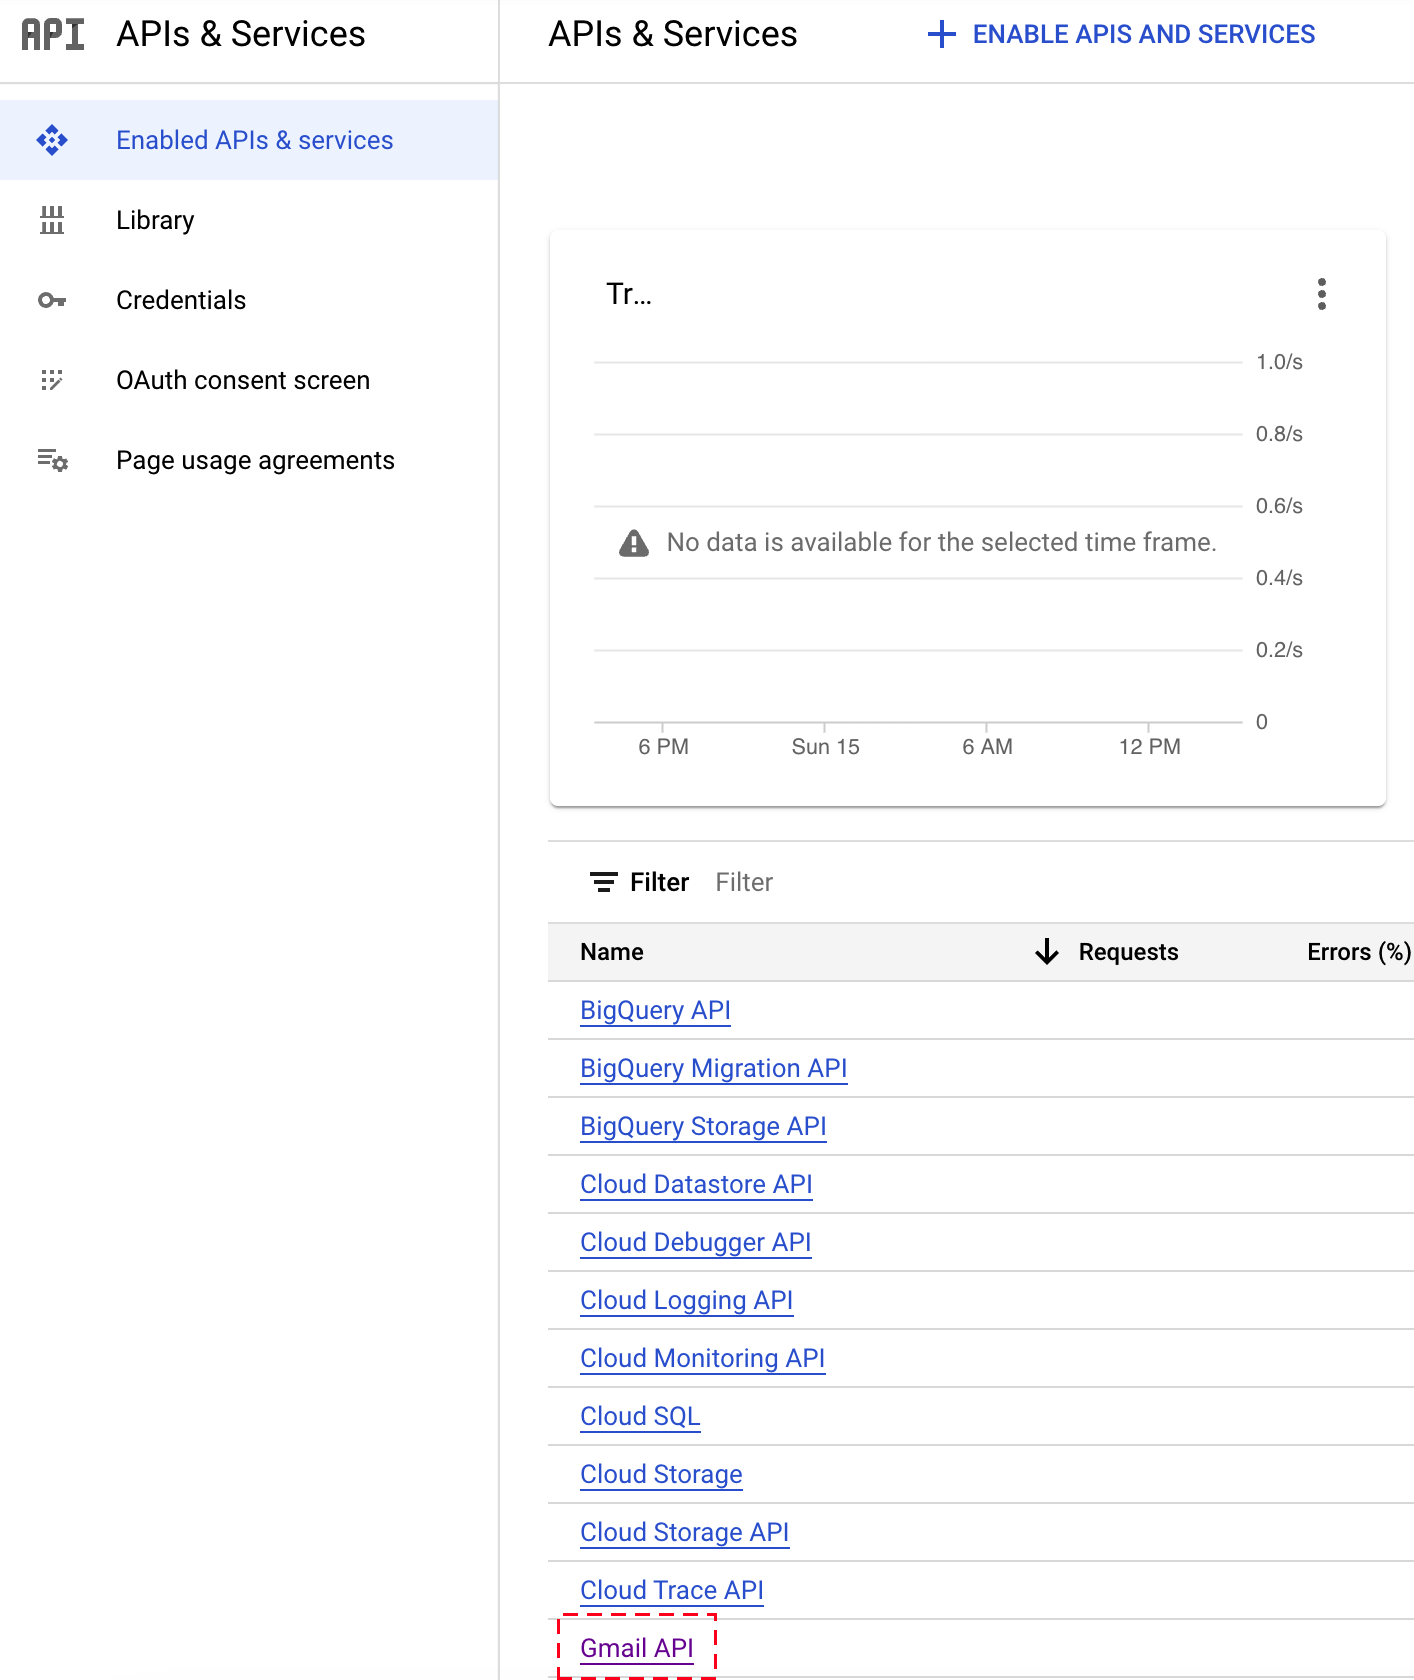 API APIs & Services
APIs & Services
ENABLE APIS AND SERVICES
Enabled APIs & services
Library
Credentials
OAuth consent screen
Page usage agreements
Tr...
1.0/s
0.8/s
0.6/s
No data is available for the selected time frame.
0.4/s
0.2/s
0
6 PM Sun 15 6 AM 12 PM
Filter Filter
Name Requests Errors (%)
BigQuery API
BigQuery Migration API
BigQuery Storage API
Cloud Datastore API
Cloud Debugger API
Cloud Logging API
Cloud Monitoring API
Cloud SQL
Cloud Storage
Cloud Storage API
Cloud Trace API
Gmail API